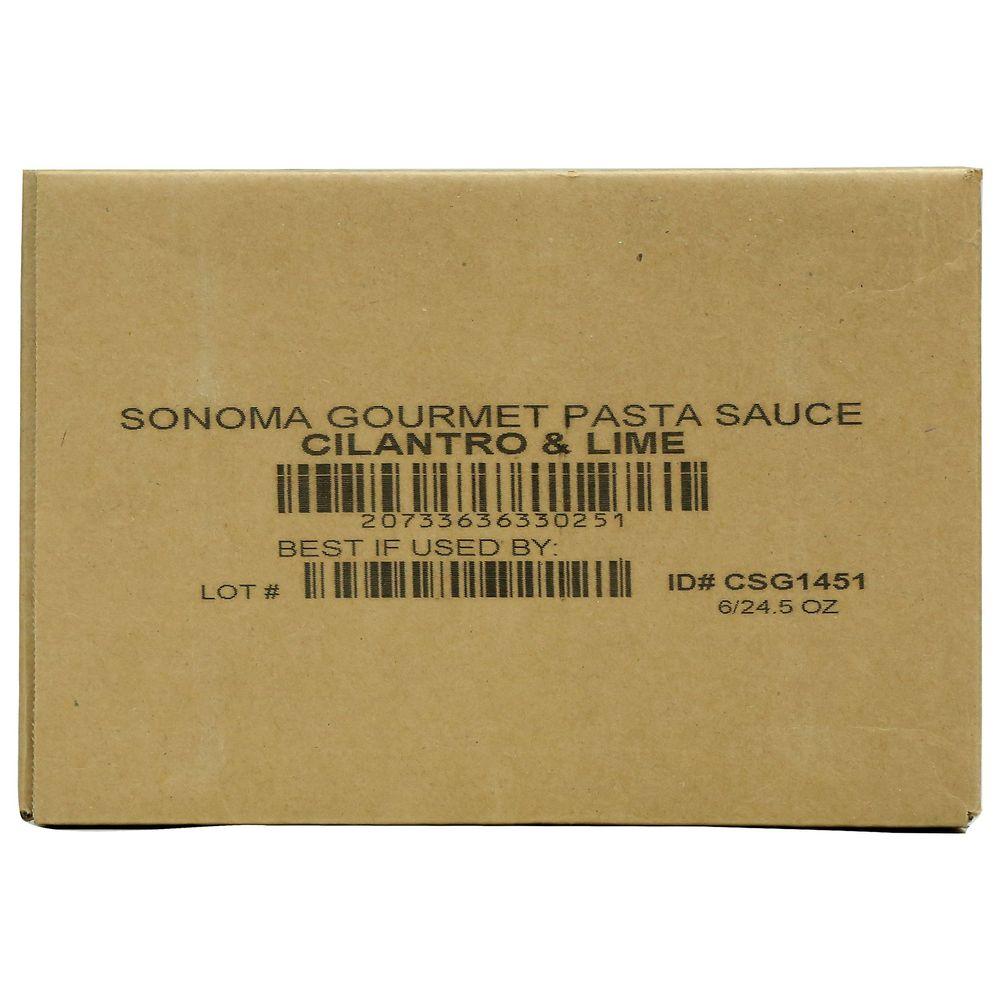 SONOMA GOURMET PASTA SAUCE
CILANTRO & LIME
20733636330251
BEST IF USED BY:
LOT #
ID# CSG1451
6/24.5 OZ